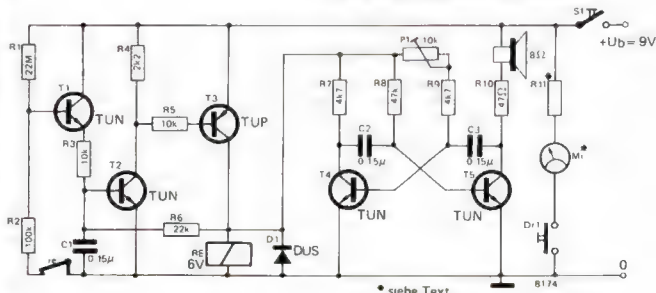 S1
+Ub = 9V
R1
22M
R4
2k2
P1
10k
8Ω
T1
TUN
R5
10k
T3
TUP
R7
4k7
R8
47k
R9
4k7
R10
47Ω
R11
*
R3
10k
C2
0.15µ
C3
0.15µ
M1
*
T2
TUN
T4
TUN
T5
TUN
R2
100k
R6
22k
C1
0.15µ
re
RE
6V
D1
DUS
Dr1
8174
0
* siehe Text